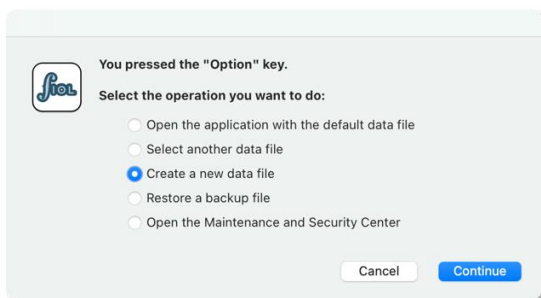 You pressed the "Option" key.
fiol
Select the operation you want to do:
Open the application with the default data file
Select another data file
Create a new data file
Restore a backup file
Open the Maintenance and Security Center
Cancel
Continue